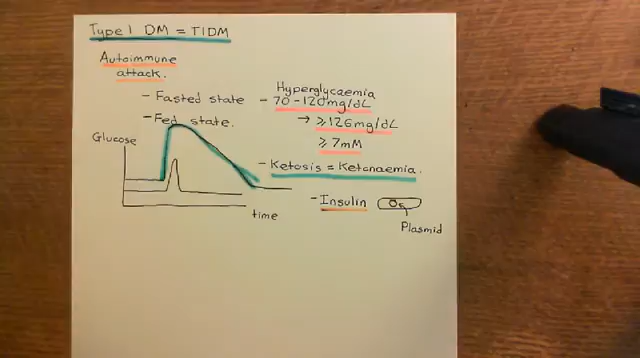 Type 1 DM = T1DM
Autoimmune
attack.
- Fasted state
- Fed state.
Hyperglycaemia
- 70-120mg/dL
→ ≥126mg/dL
≥7mM
- Ketosis = Ketonaemia.
- Insulin
Plasmid
Glucose
time